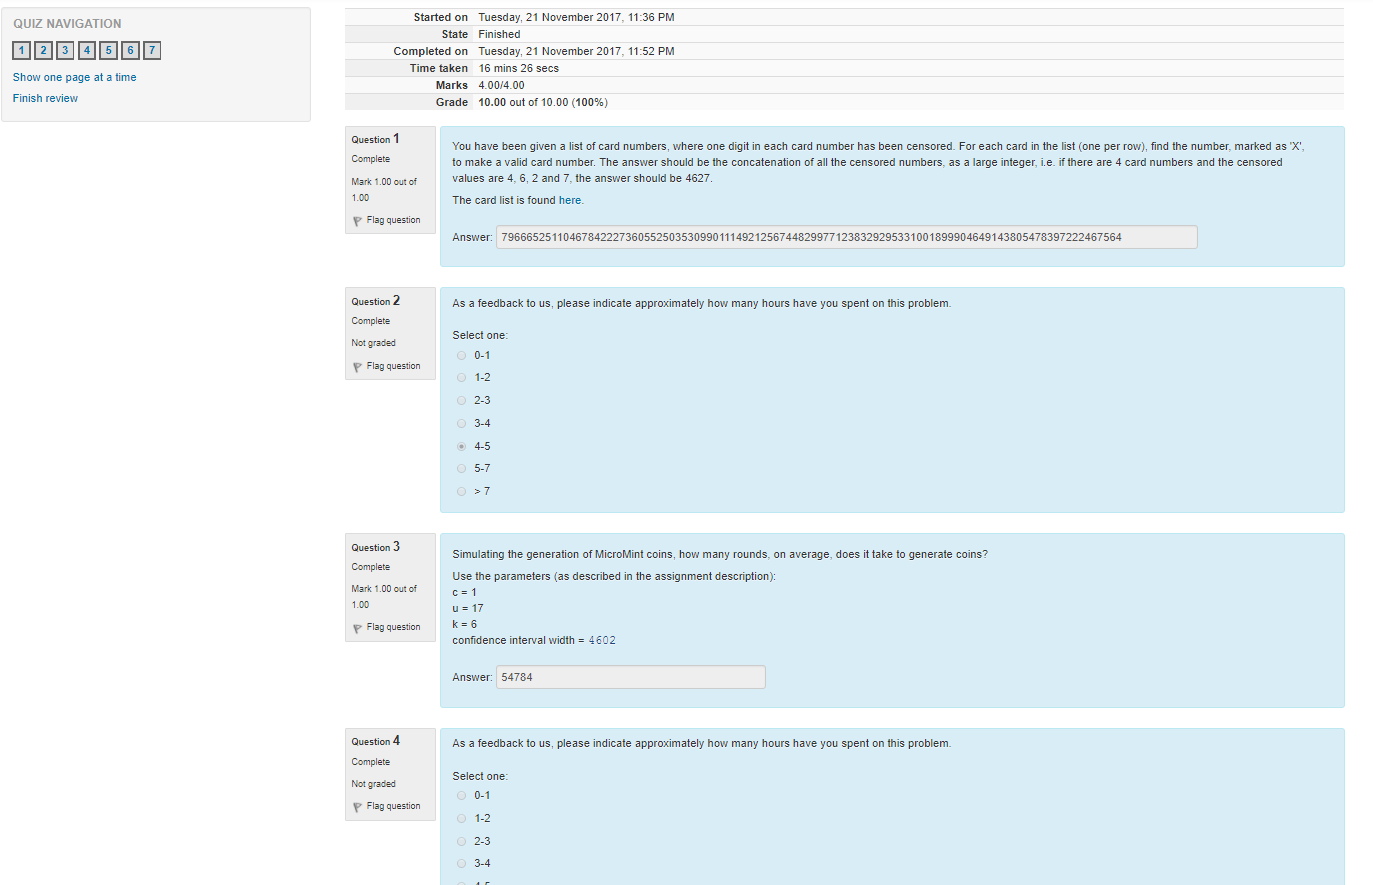 QUIZ NAVIGATION
1 2 3 4 5 6 7
Show one page at a time
Finish review
Started on Tuesday, 21 November 2017, 11:36 PM
State Finished
Completed on Tuesday, 21 November 2017, 11:52 PM
Time taken 16 mins 26 secs
Marks 4.00/4.00
Grade 10.00 out of 10.00 (100%)
Question 1
Complete
Mark 1.00 out of
1.00
Flag question
You have been given a list of card numbers, where one digit in each card number has been censored. For each card in the list (one per row), find the number, marked as 'X',
to make a valid card number. The answer should be the concatenation of all the censored numbers, as a large integer, i.e. if there are 4 card numbers and the censored
values are 4, 6, 2 and 7, the answer should be 4627.
The card list is found here.
Answer: 7966652511046784222736055250353099011149212567448299771238329295331001899904649143805478397222467564
Question 2
Complete
Not graded
Flag question
As a feedback to us, please indicate approximately how many hours have you spent on this problem.
Select one:
0-1
1-2
2-3
3-4
4-5
5-7
> 7
Question 3
Complete
Mark 1.00 out of
1.00
Flag question
Simulating the generation of MicroMint coins, how many rounds, on average, does it take to generate coins?
Use the parameters (as described in the assignment description):
c = 1
u = 17
k = 6
confidence interval width = 4602
Answer: 54784
Question 4
Complete
Not graded
Flag question
As a feedback to us, please indicate approximately how many hours have you spent on this problem.
Select one:
0-1
1-2
2-3
3-4
4-5